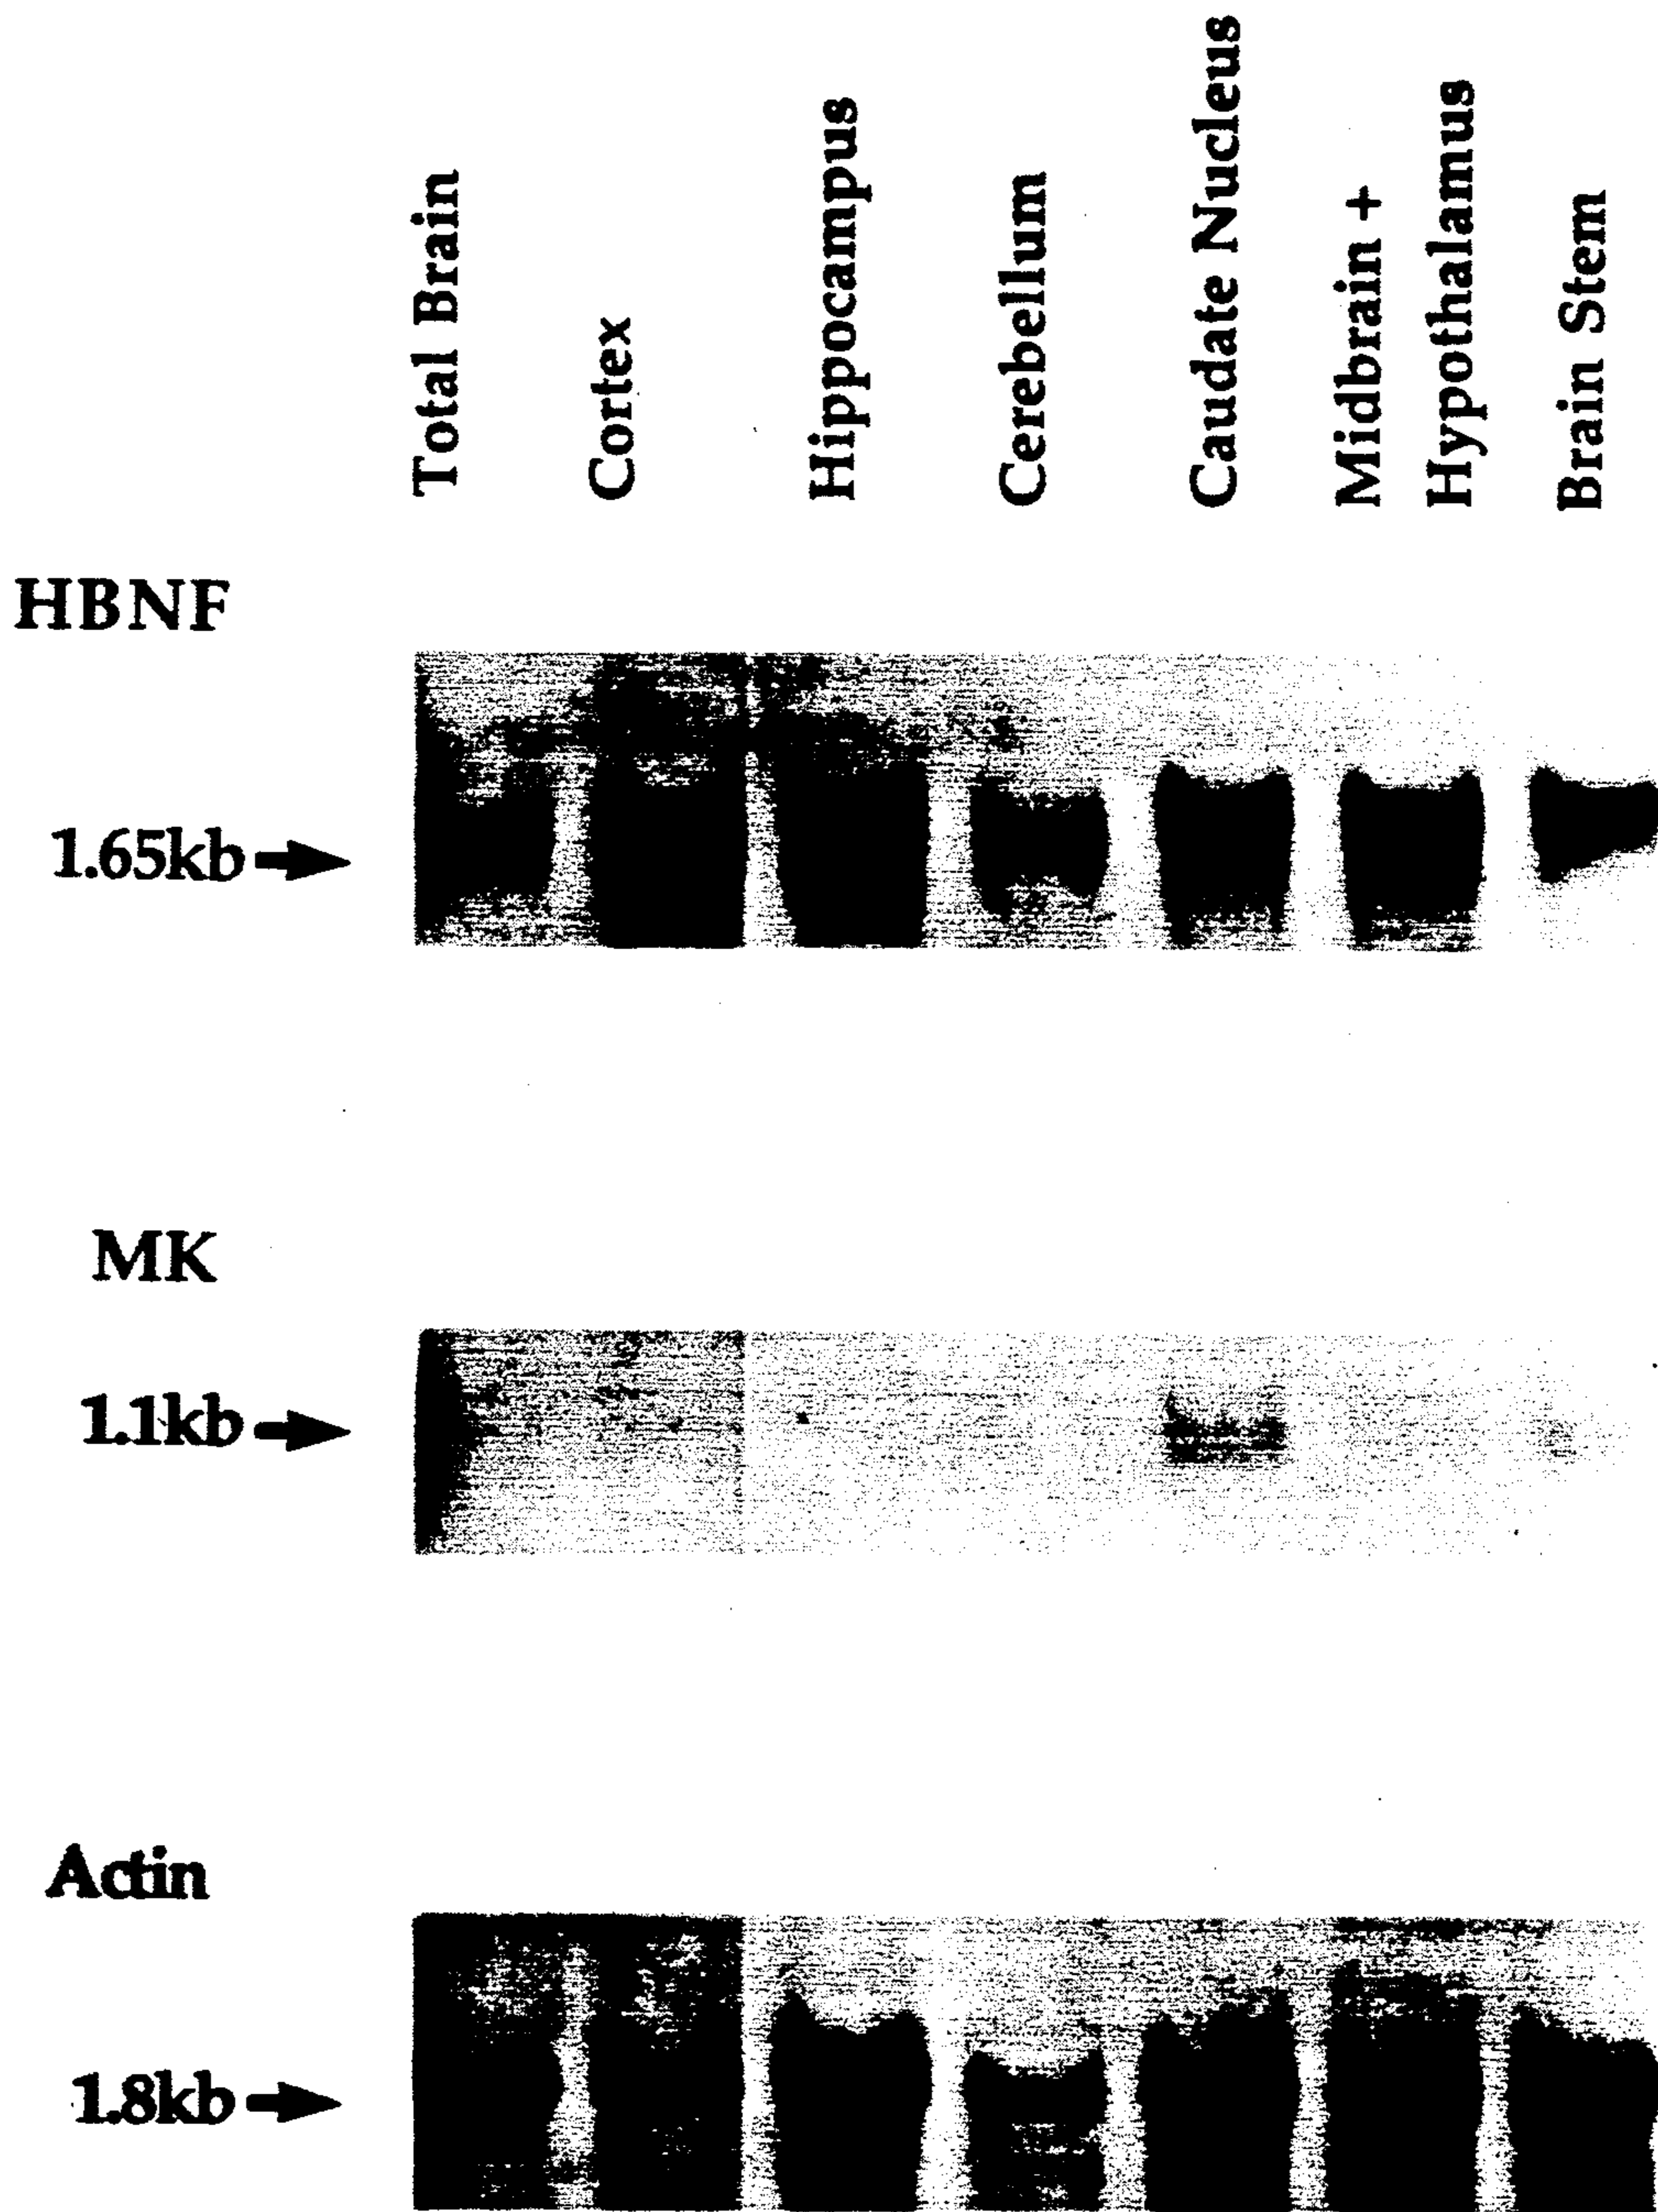 Total Brain
Cortex
Hippocampus
Cerebellum
Caudate Nucleus
Midbrain +
Hypothalamus
Brain Stem
HBNF
1.65kb
MK
1.1kb
Actin
1.8kb